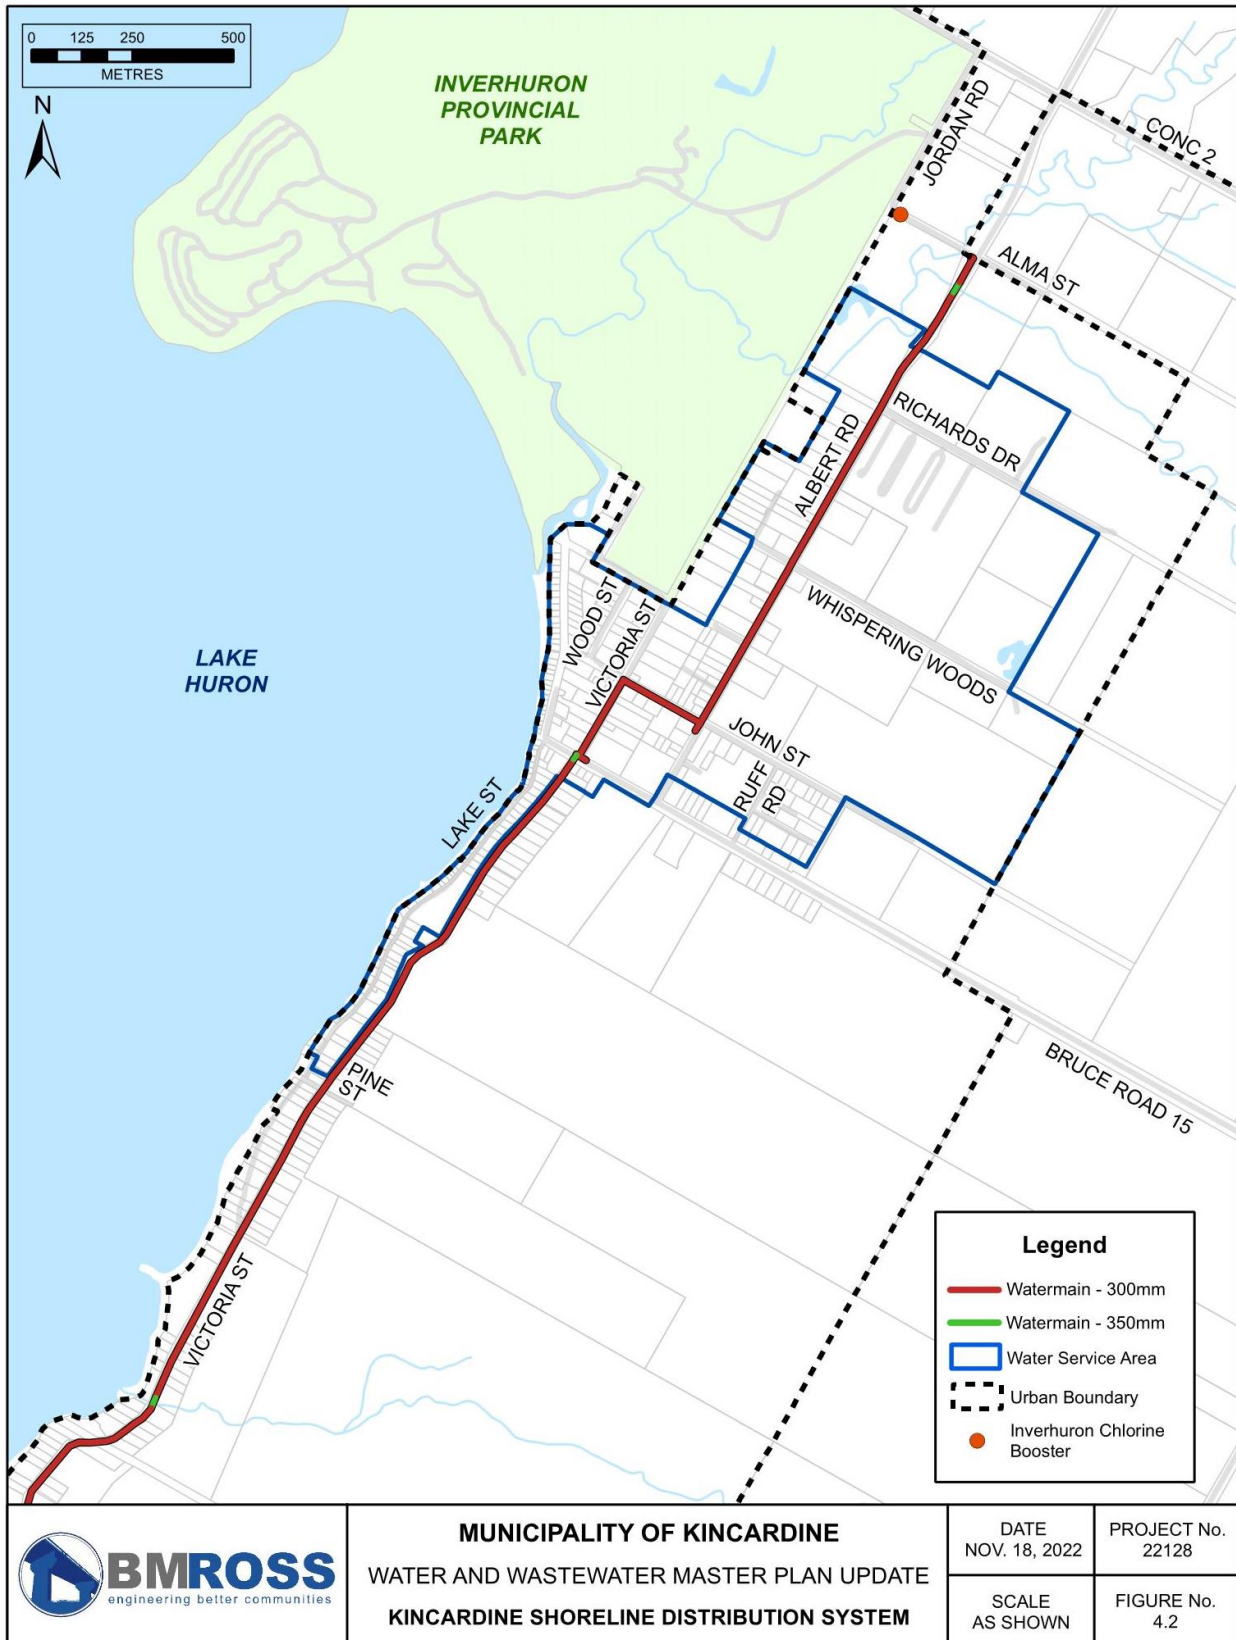 0 125 250 500
METRES
N
INVERHURON
PROVINCIAL
PARK
JORDAN RD
CONC 2
ALMA ST
RICHARDS DR
ALBERT RD
WHISPERING WOODS
WOOD ST
VICTORIA ST
LAKE
HURON
JOHN ST
RUFF
RD
LAKE ST
PINE
ST
BRUCE ROAD 15
VICTORIA ST
Legend
Watermain - 300mm
Watermain - 350mm
Water Service Area
Urban Boundary
Inverhuron Chlorine
Booster
BMROSS
engineering better communities
MUNICIPALITY OF KINCARDINE
WATER AND WASTEWATER MASTER PLAN UPDATE
KINCARDINE SHORELINE DISTRIBUTION SYSTEM
DATE
NOV. 18, 2022
PROJECT No.
22128
SCALE
AS SHOWN
FIGURE No.
4.2